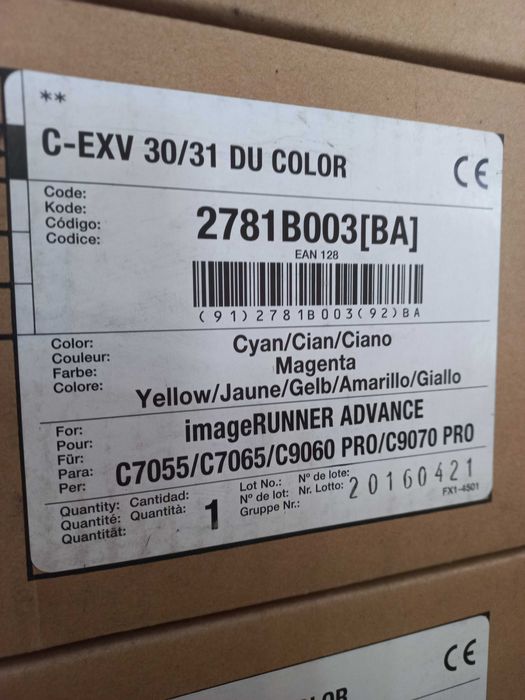 **
C-EXV 30/31 DU COLOR
CE
Code:
Kode:
Código:
Codice:
2781B003[BA]
EAN 128
(91)2781B003(92)BA
Color:
Couleur:
Farbe:
Colore:
Cyan/Cian/Ciano
Magenta
Yellow/Jaune/Gelb/Amarillo/Giallo
For:
Pour:
Für:
Para:
Per:
imageRUNNER ADVANCE
C7055/C7065/C9060 PRO/C9070 PRO
Quantity: Cantidad:
Quantité: Quantità:
Quantität:
1
Lot No.: Nº de lote:
Nº de lot: Nr. Lotto:
Gruppe Nr.:
20160421
FX1-4501
CE